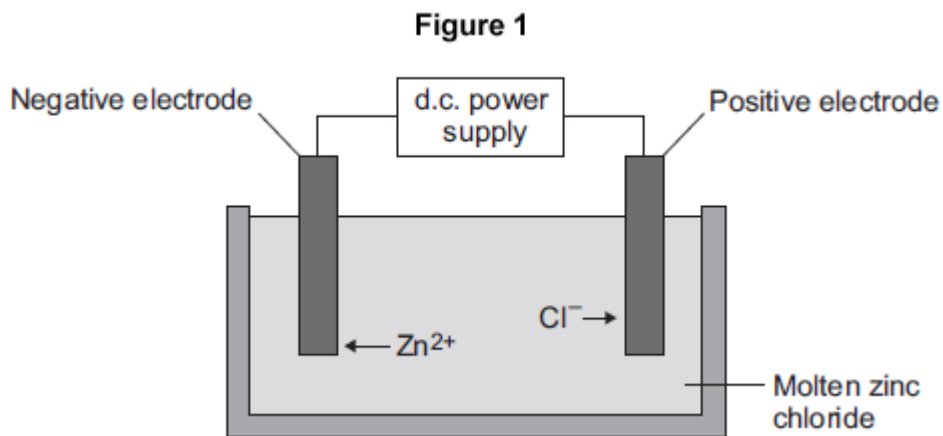 Figure 1
Negative electrode
d.c. power
supply
Positive electrode
Cl⁻
Zn²⁺
Molten zinc
chloride